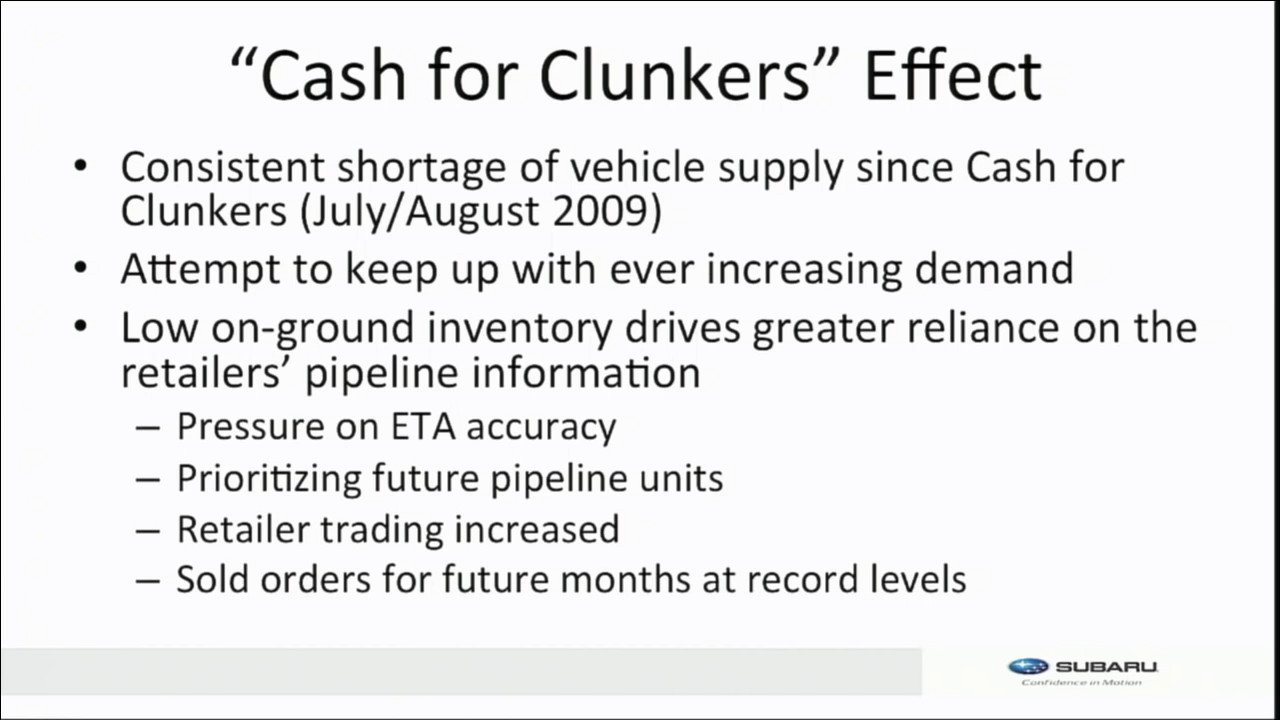 “Cash for Clunkers” Effect
• Consistent shortage of vehicle supply since Cash for
Clunkers (July/August 2009)
• Attempt to keep up with ever increasing demand
• Low on-ground inventory drives greater reliance on the
retailers’ pipeline information
– Pressure on ETA accuracy
– Prioritizing future pipeline units
– Retailer trading increased
– Sold orders for future months at record levels
SUBARU
Confidence in Motion